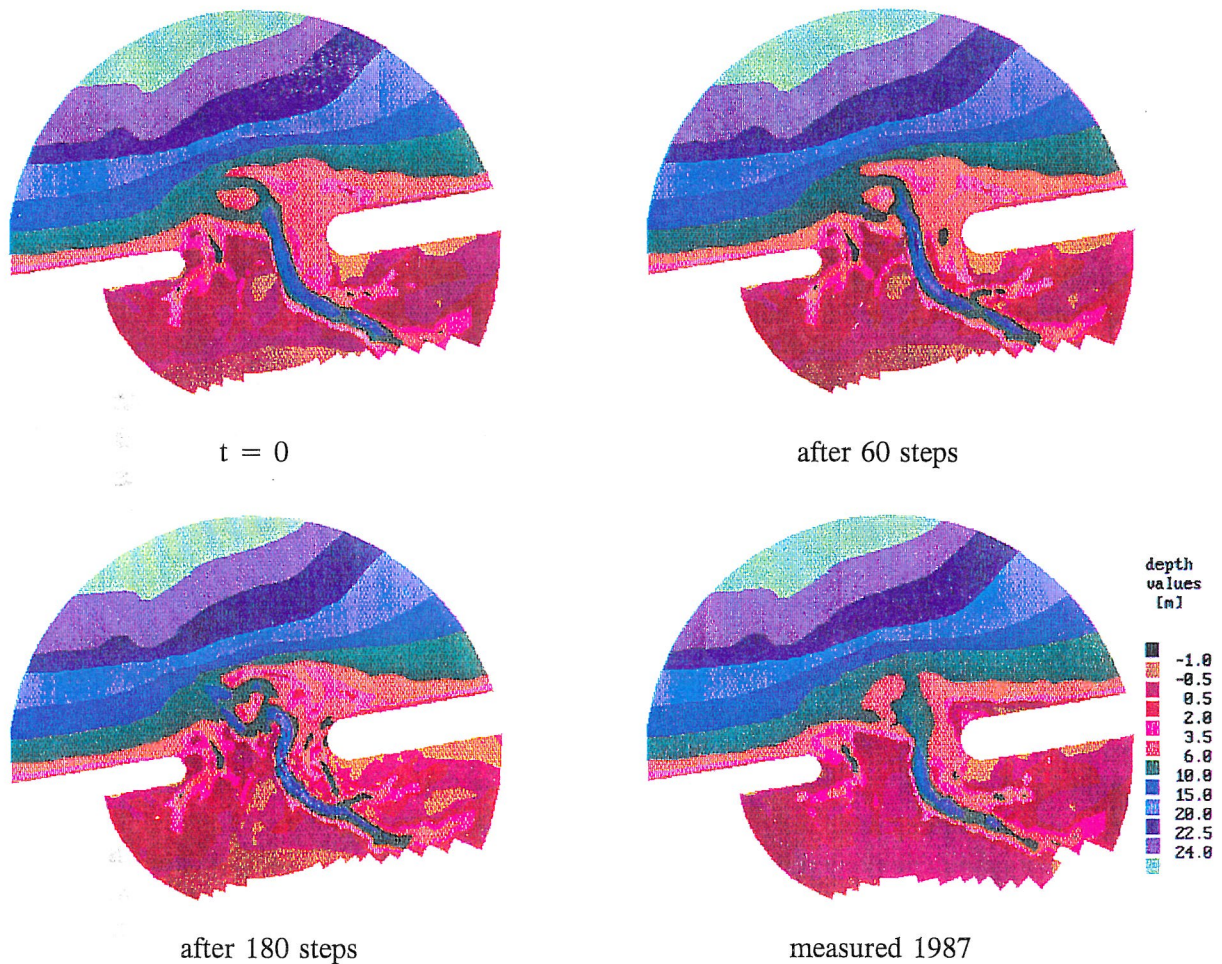 t = 0
after 60 steps
depth
values
[m]
-1.0
-0.5
0.5
2.0
3.5
6.0
10.0
15.0
20.0
22.5
24.0
after 180 steps
measured 1987